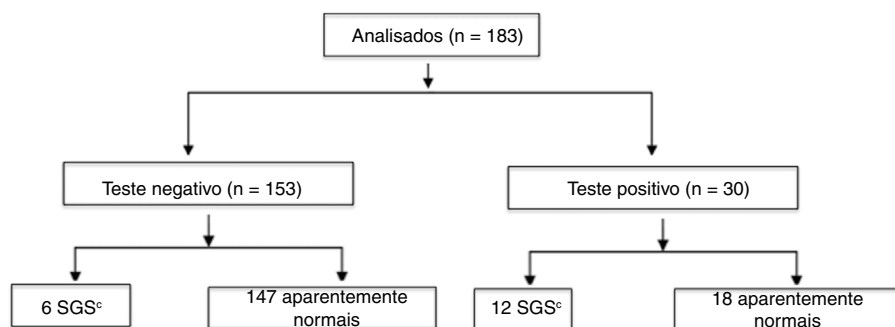 Analisados (n = 183)
Teste negativo (n = 153)
Teste positivo (n = 30)
6 SGSᶜ
147 aparentemente
normais
12 SGSᶜ
18 aparentemente
normais